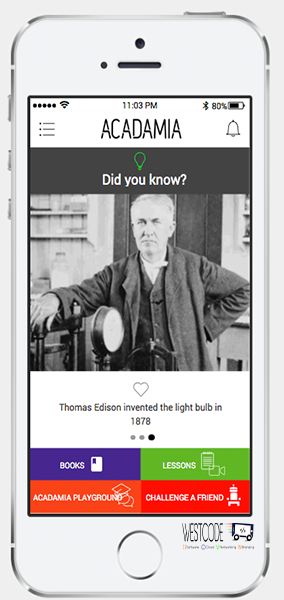 11:03 PM
80%
ACADAMIA
Did you know?
Thomas Edison invented the light bulb in
1878
BOOKS
LESSONS
ACADAMIA PLAYGROUND
CHALLENGE A FRIEND
WESTCODE